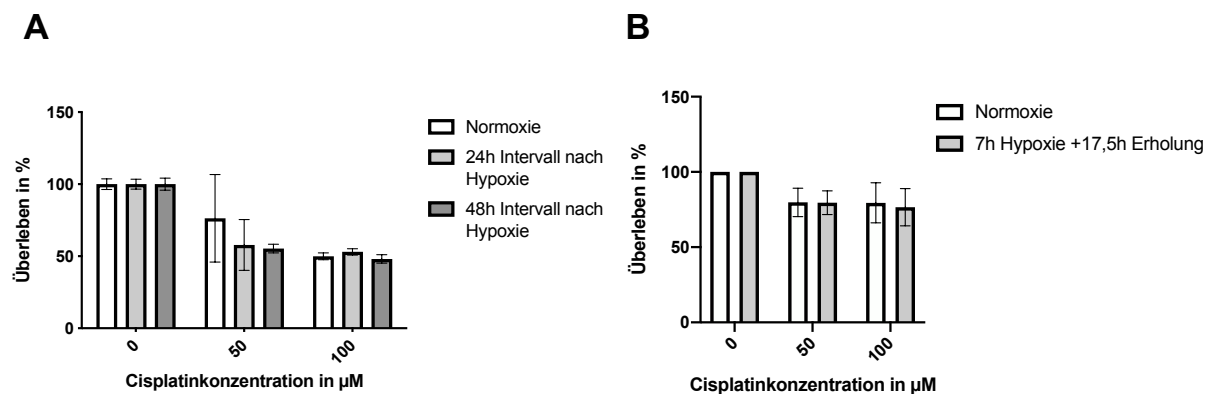 A
B
150
100
50
0
Überleben in %
0
50
100
Cisplatinkonzentration in µM
Normoxie
24h Intervall nach
Hypoxie
48h Intervall nach
Hypoxie
150
100
50
0
Überleben in %
0
50
100
Cisplatinkonzentration in µM
Normoxie
7h Hypoxie +17,5h Erholung